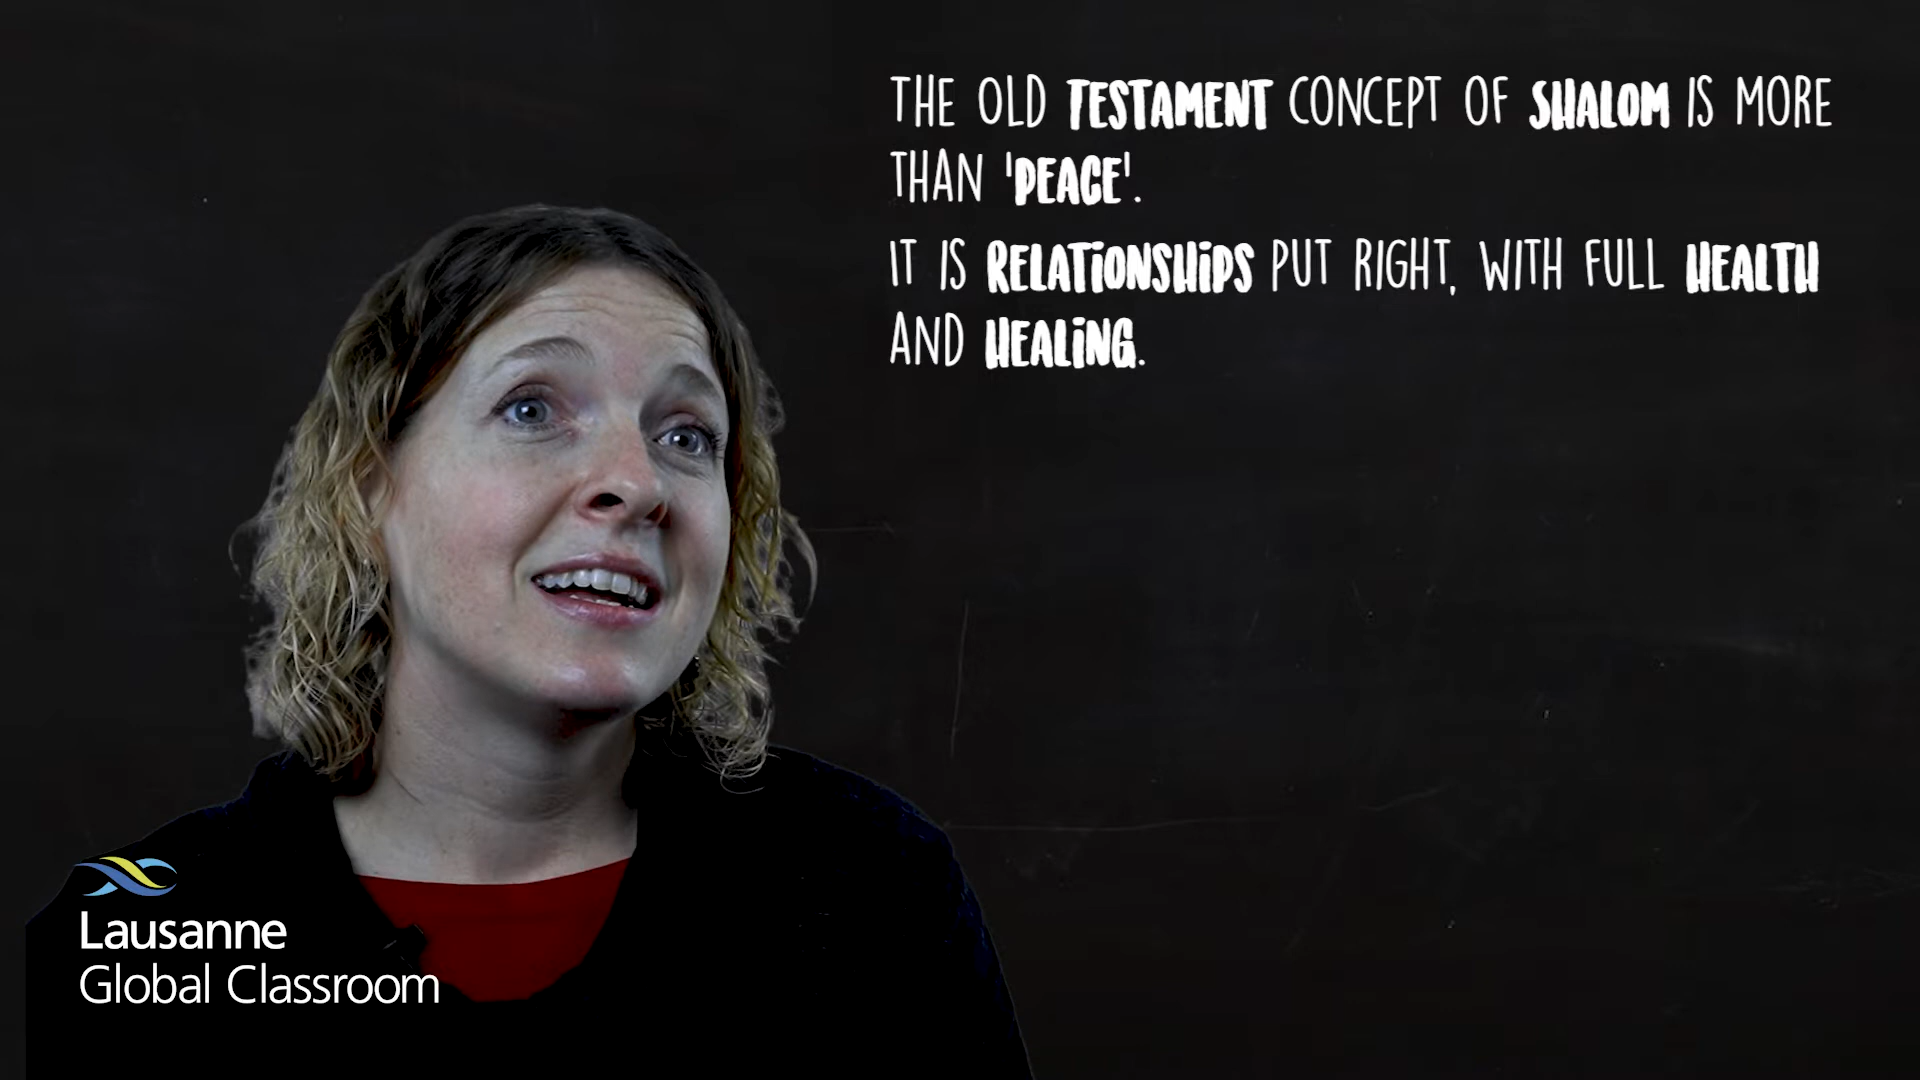 THE OLD TESTAMENT CONCEPT OF SHALOM IS MORE
THAN 'PEACE'.
IT IS RELATIONSHIPS PUT RIGHT, WITH FULL HEALTH
AND HEALING.
Lausanne
Global Classroom